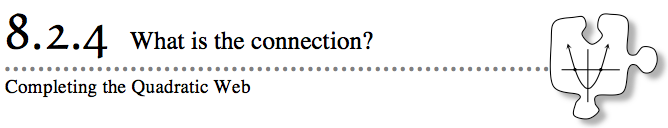 8.2.4 What is the connection?
Completing the Quadratic Web